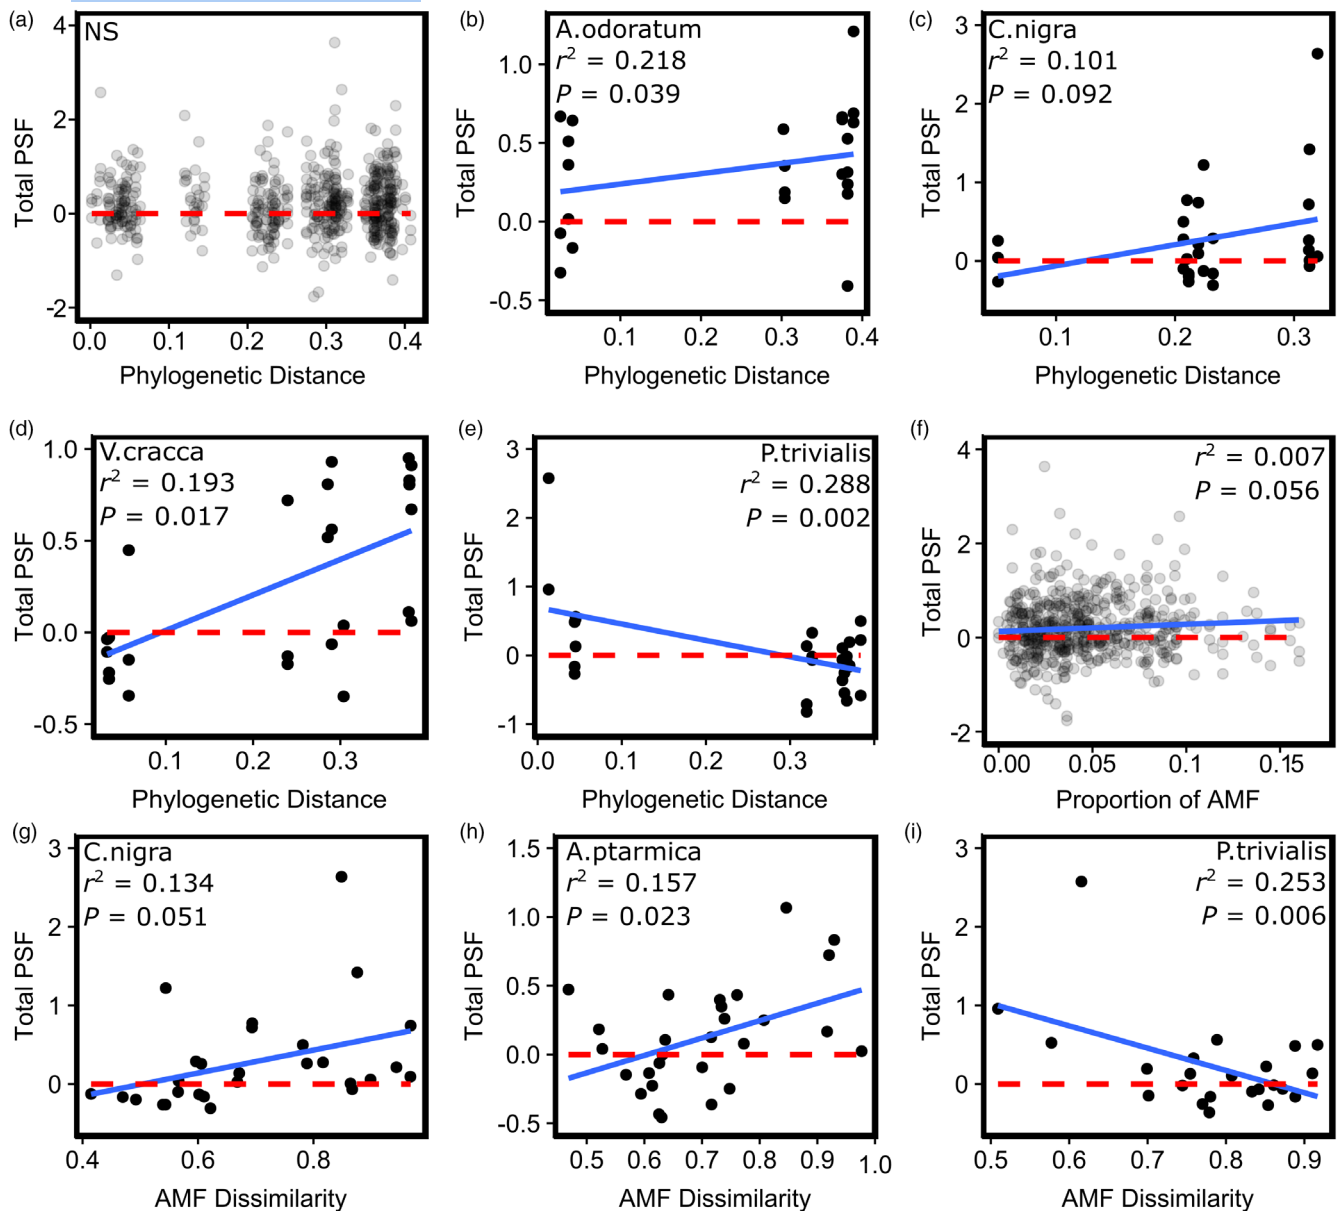 (a)
NS
4
2
0
-2
Total PSF
0.0 0.1 0.2 0.3 0.4
Phylogenetic Distance
(b)
A.odoratum
r² = 0.218
P = 0.039
1.0
0.5
0.0
-0.5
Total PSF
0.1 0.2 0.3 0.4
Phylogenetic Distance
(c)
C.nigra
r² = 0.101
P = 0.092
3
2
1
0
Total PSF
0.1 0.2 0.3
Phylogenetic Distance
(d)
V.cracca
r² = 0.193
P = 0.017
1.0
0.5
0.0
-0.5
Total PSF
0.1 0.2 0.3
Phylogenetic Distance
(e)
P.trivialis
r² = 0.288
P = 0.002
3
2
1
0
-1
Total PSF
0.0 0.1 0.2 0.3
Phylogenetic Distance
(f)
r² = 0.007
P = 0.056
4
2
0
-2
Total PSF
0.00 0.05 0.1 0.15
Proportion of AMF
(g)
C.nigra
r² = 0.134
P = 0.051
3
2
1
0
Total PSF
0.4 0.6 0.8
AMF Dissimilarity
(h)
A.ptarmica
r² = 0.157
P = 0.023
1.5
1.0
0.5
0.0
-0.5
Total PSF
0.5 0.6 0.7 0.8 0.9 1.0
AMF Dissimilarity
(i)
P.trivialis
r² = 0.253
P = 0.006
3
2
1
0
Total PSF
0.5 0.6 0.7 0.8 0.9
AMF Dissimilarity